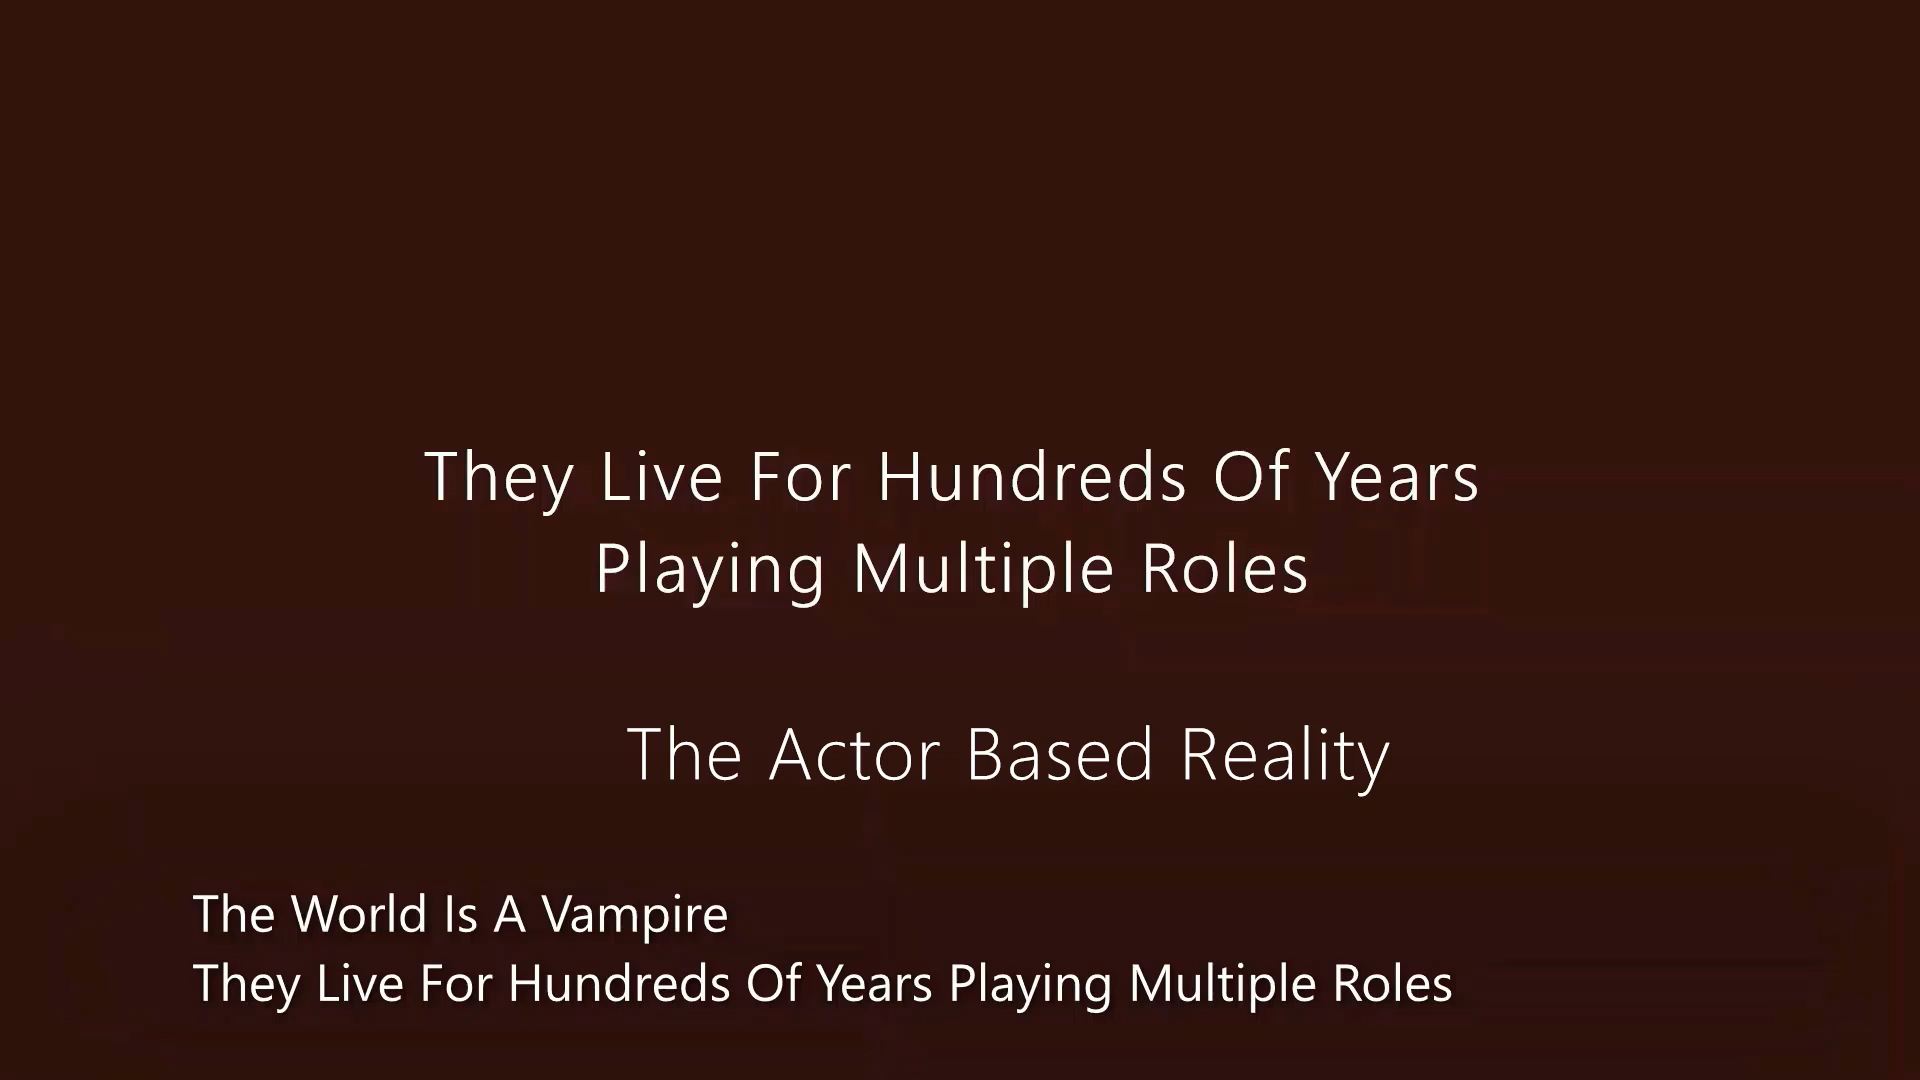 They Live For Hundreds Of Years
Playing Multiple Roles
The Actor Based Reality
The World Is A Vampire
They Live For Hundreds Of Years Playing Multiple Roles